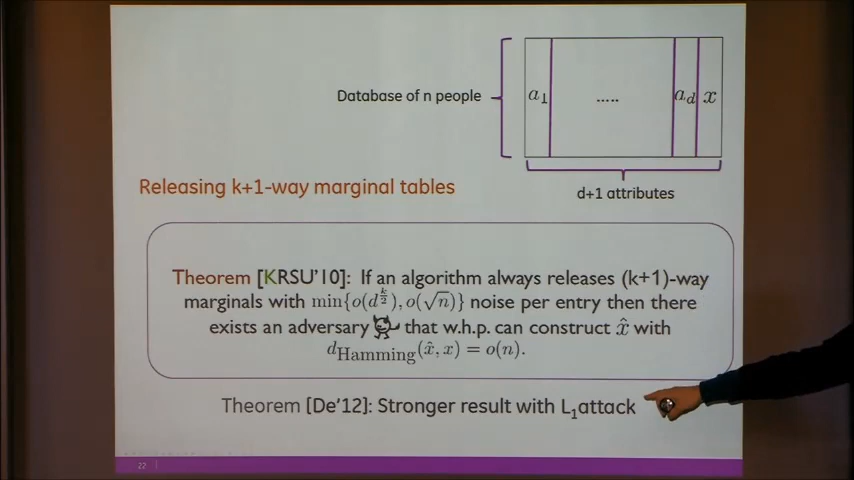 Database of n people
a₁ ..... a_d x
d+1 attributes
Releasing k+1-way marginal tables
Theorem [KRSU'10]: If an algorithm always releases (k+1)-way
marginals with min{o(d^{k/2}), o(√n)} noise per entry then there
exists an adversary that w.h.p. can construct x̂ with
d_Hamming(x̂, x) = o(n).
Theorem [De'12]: Stronger result with L₁attack
22